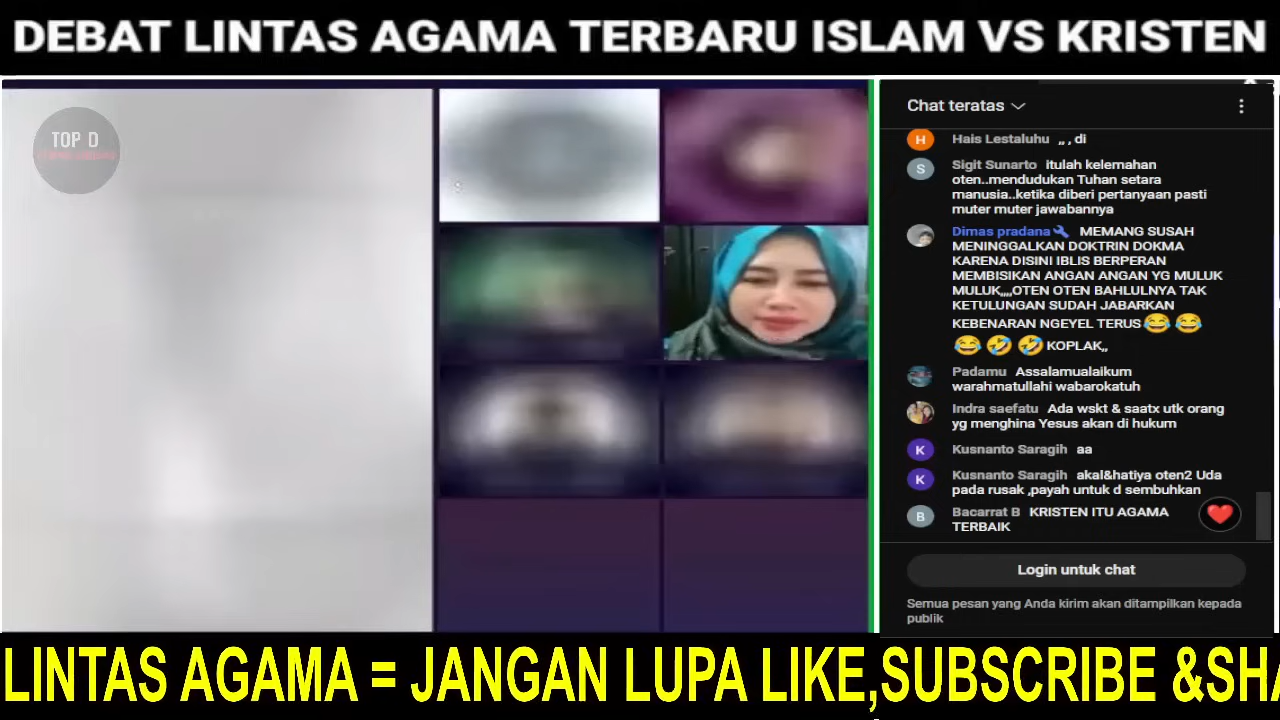 DEBAT LINTAS AGAMA TERBARU ISLAM VS KRISTEN
TOP D
Chat teratas
H
Hais Lestaluhu ,, , di
S
Sigit Sunarto itulah kelemahan
oten..mendudukan Tuhan setara
manusia..ketika diberi pertanyaan pasti
muter muter jawabannya
Dimas pradana MEMANG SUSAH
MENINGGALKAN DOKTRIN DOKMA
KARENA DISINI IBLIS BERPERAN
MEMBISIKAN ANGAN ANGAN YG MULUK
MULUK,,,,OTEN OTEN BAHLULNYA TAK
KETULUNGAN SUDAH JABARKAN
KEBENARAN NGEYEL TERUS 😂 😂
😂 🤣 🤣 KOPLAK,,
Padamu Assalamualaikum
warahmatullahi wabarokatuh
Indra saefatu Ada wskt & saatx utk orang
yg menghina Yesus akan di hukum
K
Kusnanto Saragih aa
K
Kusnanto Saragih akal&hatiya oten2 Uda
pada rusak ,payah untuk d sembuhkan
B
Bacarrat B KRISTEN ITU AGAMA
TERBAIK
Login untuk chat
Semua pesan yang Anda kirim akan ditampilkan kepada
publik
LINTAS AGAMA = JANGAN LUPA LIKE,SUBSCRIBE &SHA